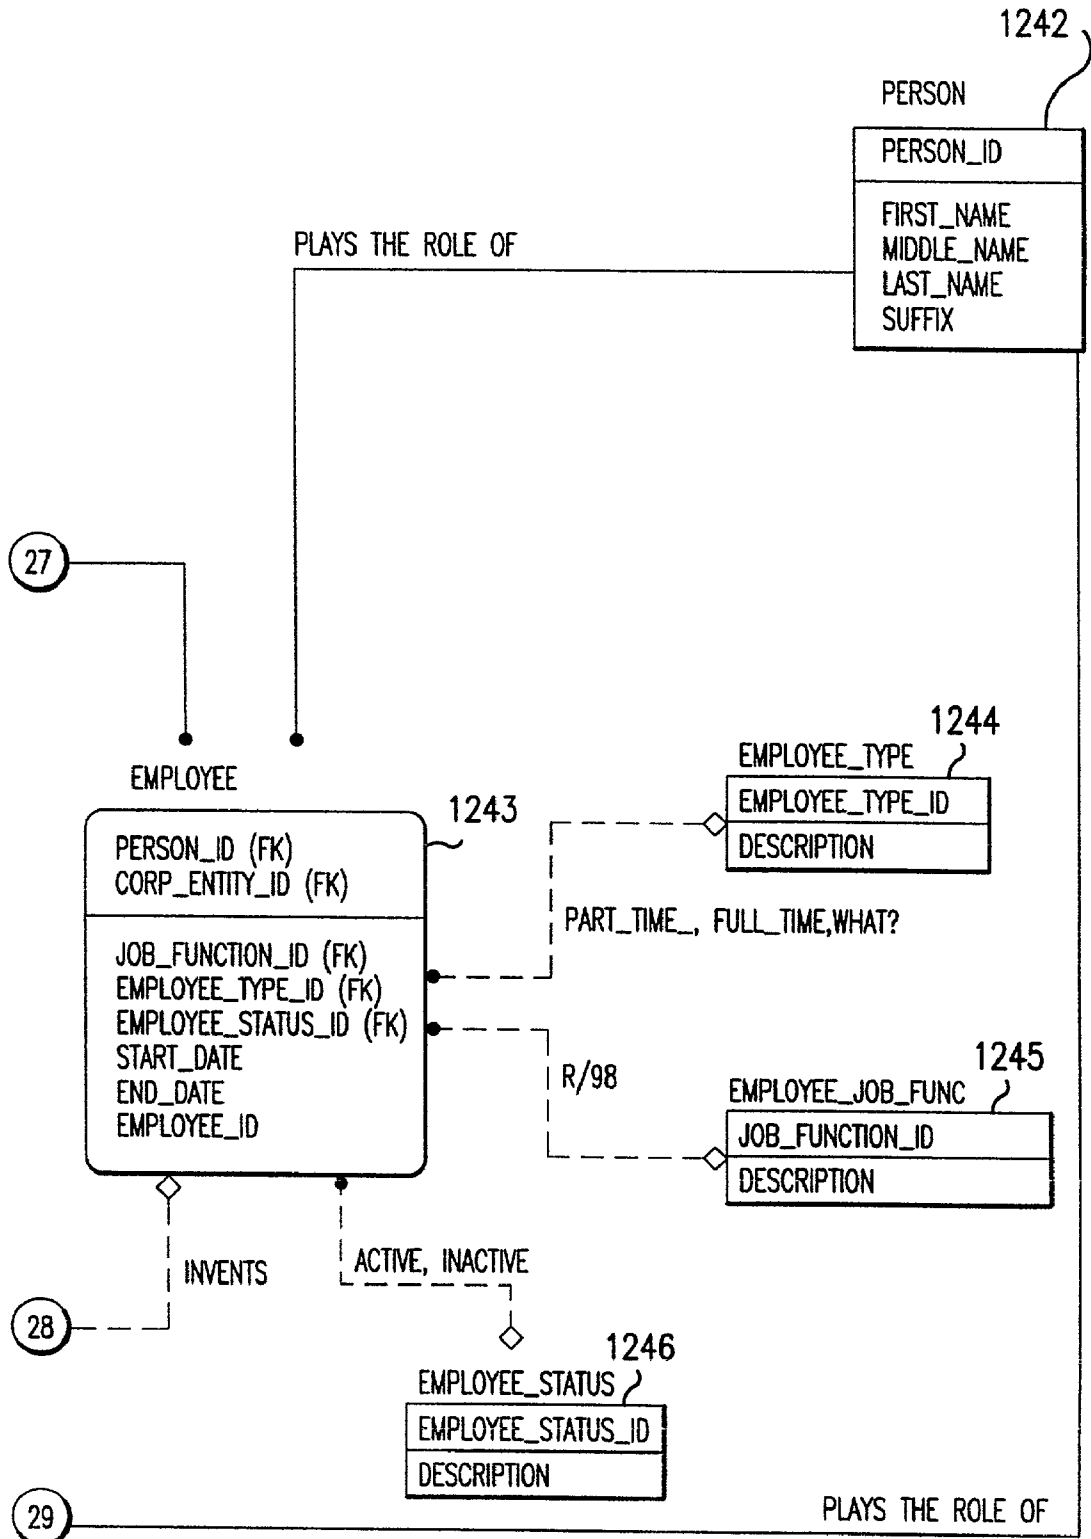 1242
PERSON
PERSON_ID
FIRST_NAME
MIDDLE_NAME
LAST_NAME
SUFFIX
PLAYS THE ROLE OF
27
EMPLOYEE
1243
PERSON_ID (FK)
CORP_ENTITY_ID (FK)
JOB_FUNCTION_ID (FK)
EMPLOYEE_TYPE_ID (FK)
EMPLOYEE_STATUS_ID (FK)
START_DATE
END_DATE
EMPLOYEE_ID
1244
EMPLOYEE_TYPE
EMPLOYEE_TYPE_ID
DESCRIPTION
PART_TIME_, FULL_TIME,WHAT?
R/98
1245
EMPLOYEE_JOB_FUNC
JOB_FUNCTION_ID
DESCRIPTION
INVENTS
28
ACTIVE, INACTIVE
1246
EMPLOYEE_STATUS
EMPLOYEE_STATUS_ID
DESCRIPTION
29
PLAYS THE ROLE OF